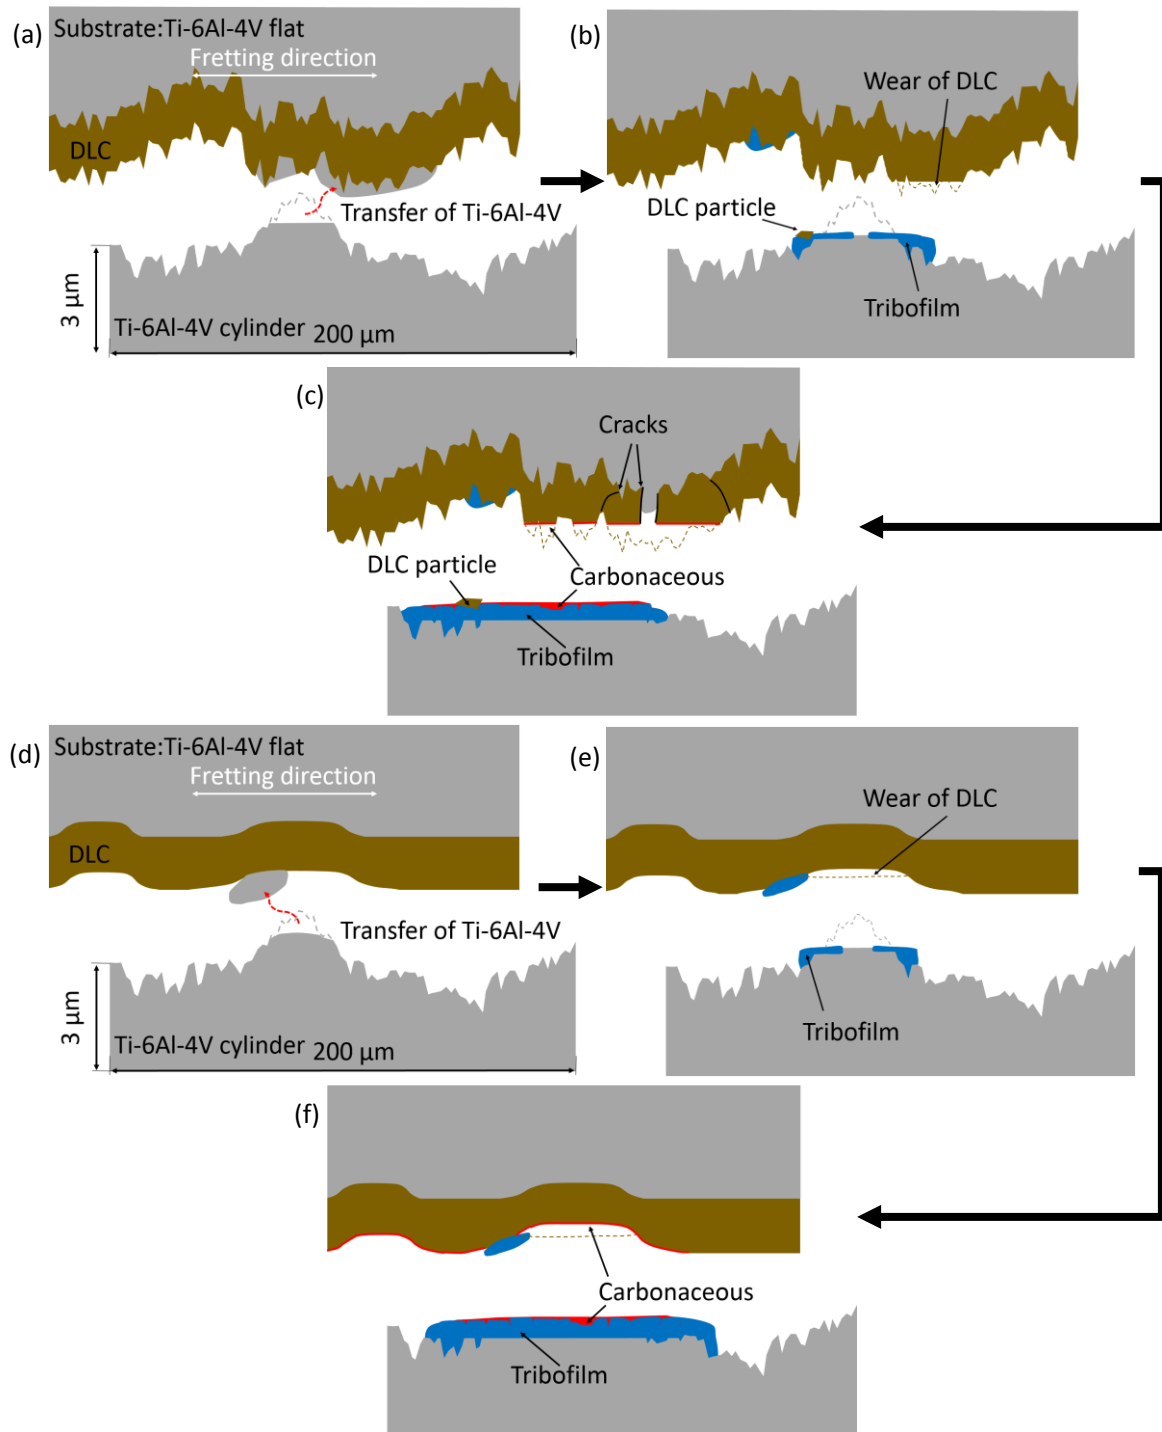 (a)
Substrate:Ti-6Al-4V flat
Fretting direction
DLC
Transfer of Ti-6Al-4V
3 µm
Ti-6Al-4V cylinder
200 µm
(b)
Wear of DLC
DLC particle
Tribofilm
(c)
Cracks
DLC particle
Carbonaceous
Tribofilm
(d)
Substrate:Ti-6Al-4V flat
Fretting direction
DLC
Transfer of Ti-6Al-4V
3 µm
Ti-6Al-4V cylinder
200 µm
(e)
Wear of DLC
Tribofilm
(f)
Carbonaceous
Tribofilm